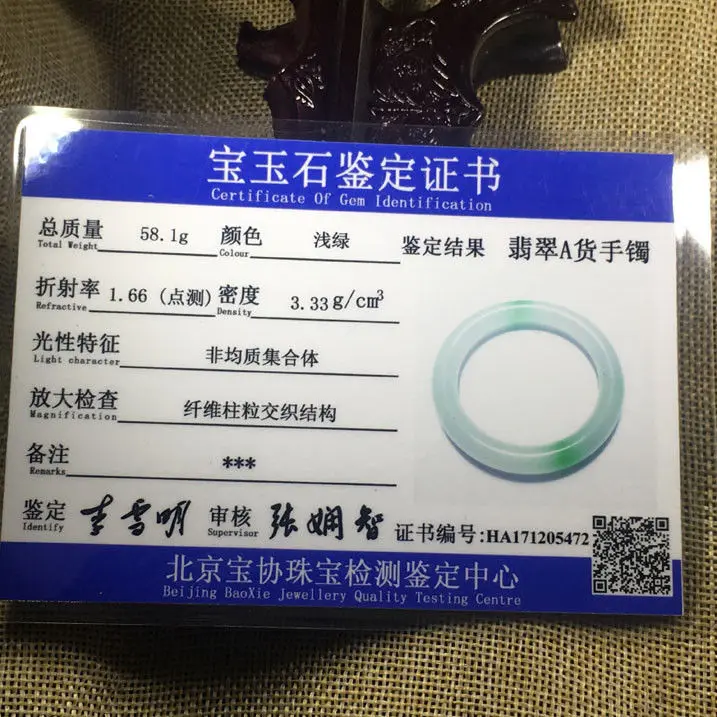 宝玉石鉴定证书
Certificate Of Gem Identification
总质量 58.1g 颜色 浅绿 鉴定结果 翡翠A货手镯
Total Weight Colour
折射率 1.66 (点测) 密度 3.33g/cm³
Refractive Density
光性特征 非均质集合体
Light character
放大检查 纤维柱粒交织结构
Magnification
备注 ***
Remarks
鉴定 李雪明 审核 张娴智 证书编号:HA171205472
Identify Supervisor
北京宝协珠宝检测鉴定中心
Beijing BaoXie Jewellery Quality Testing Centre